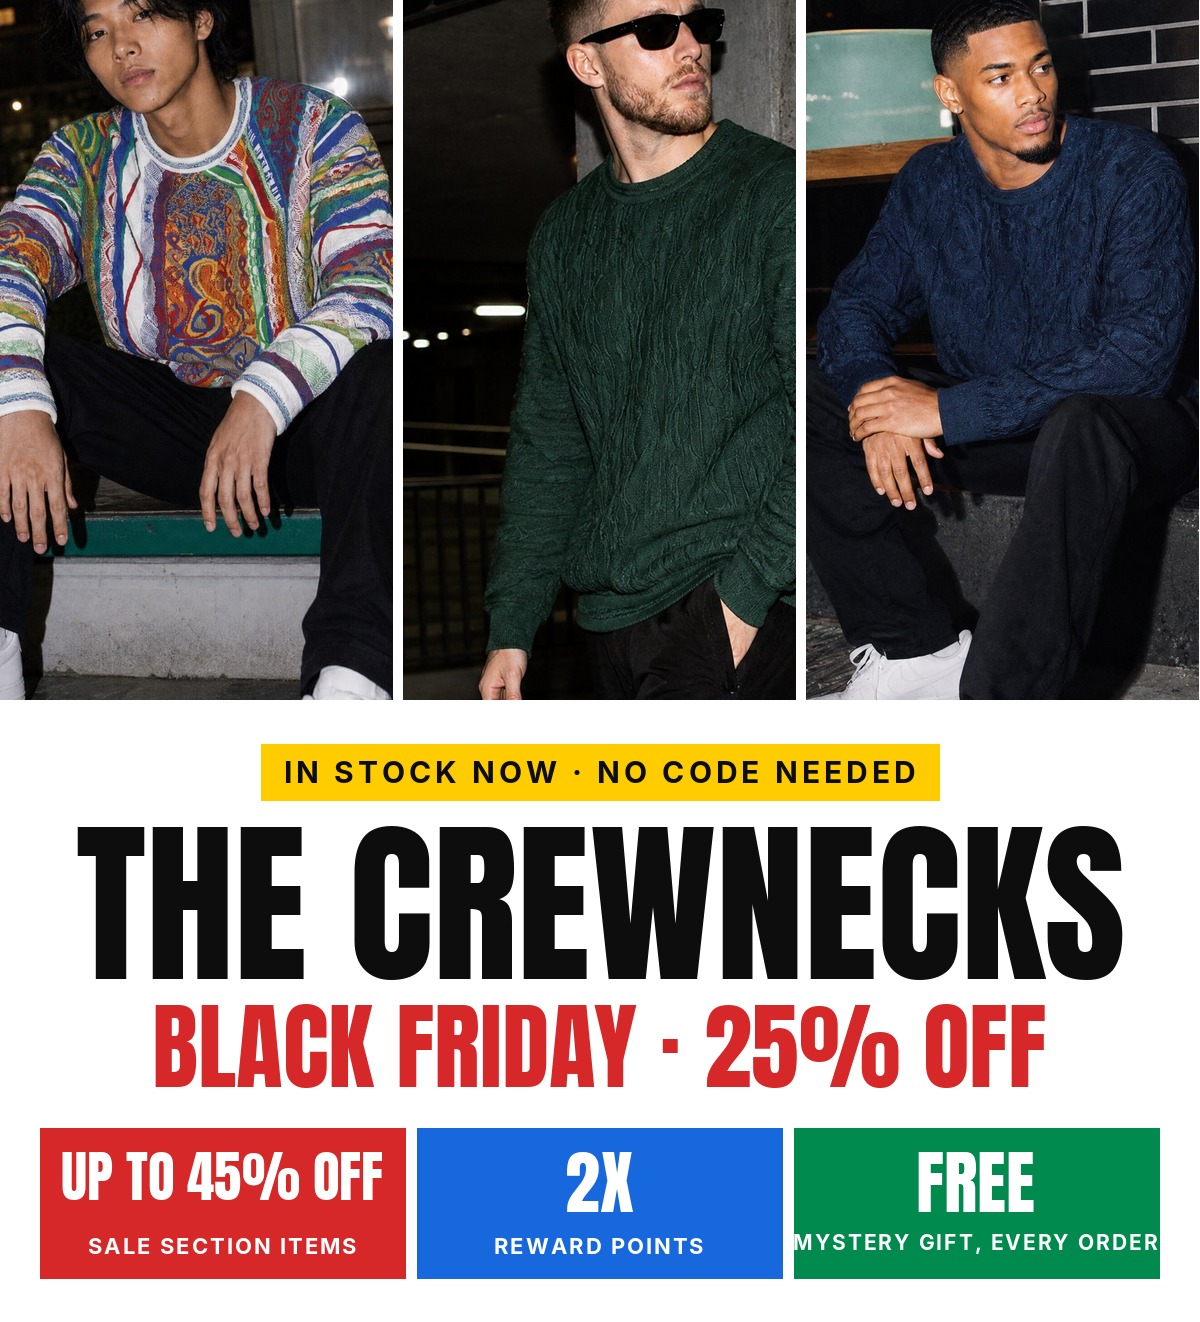 IN STOCK NOW · NO CODE NEEDED
THE CREWNECKS
BLACK FRIDAY · 25% OFF
UP TO 45% OFF
SALE SECTION ITEMS
2X
REWARD POINTS
FREE
MYSTERY GIFT, EVERY ORDER